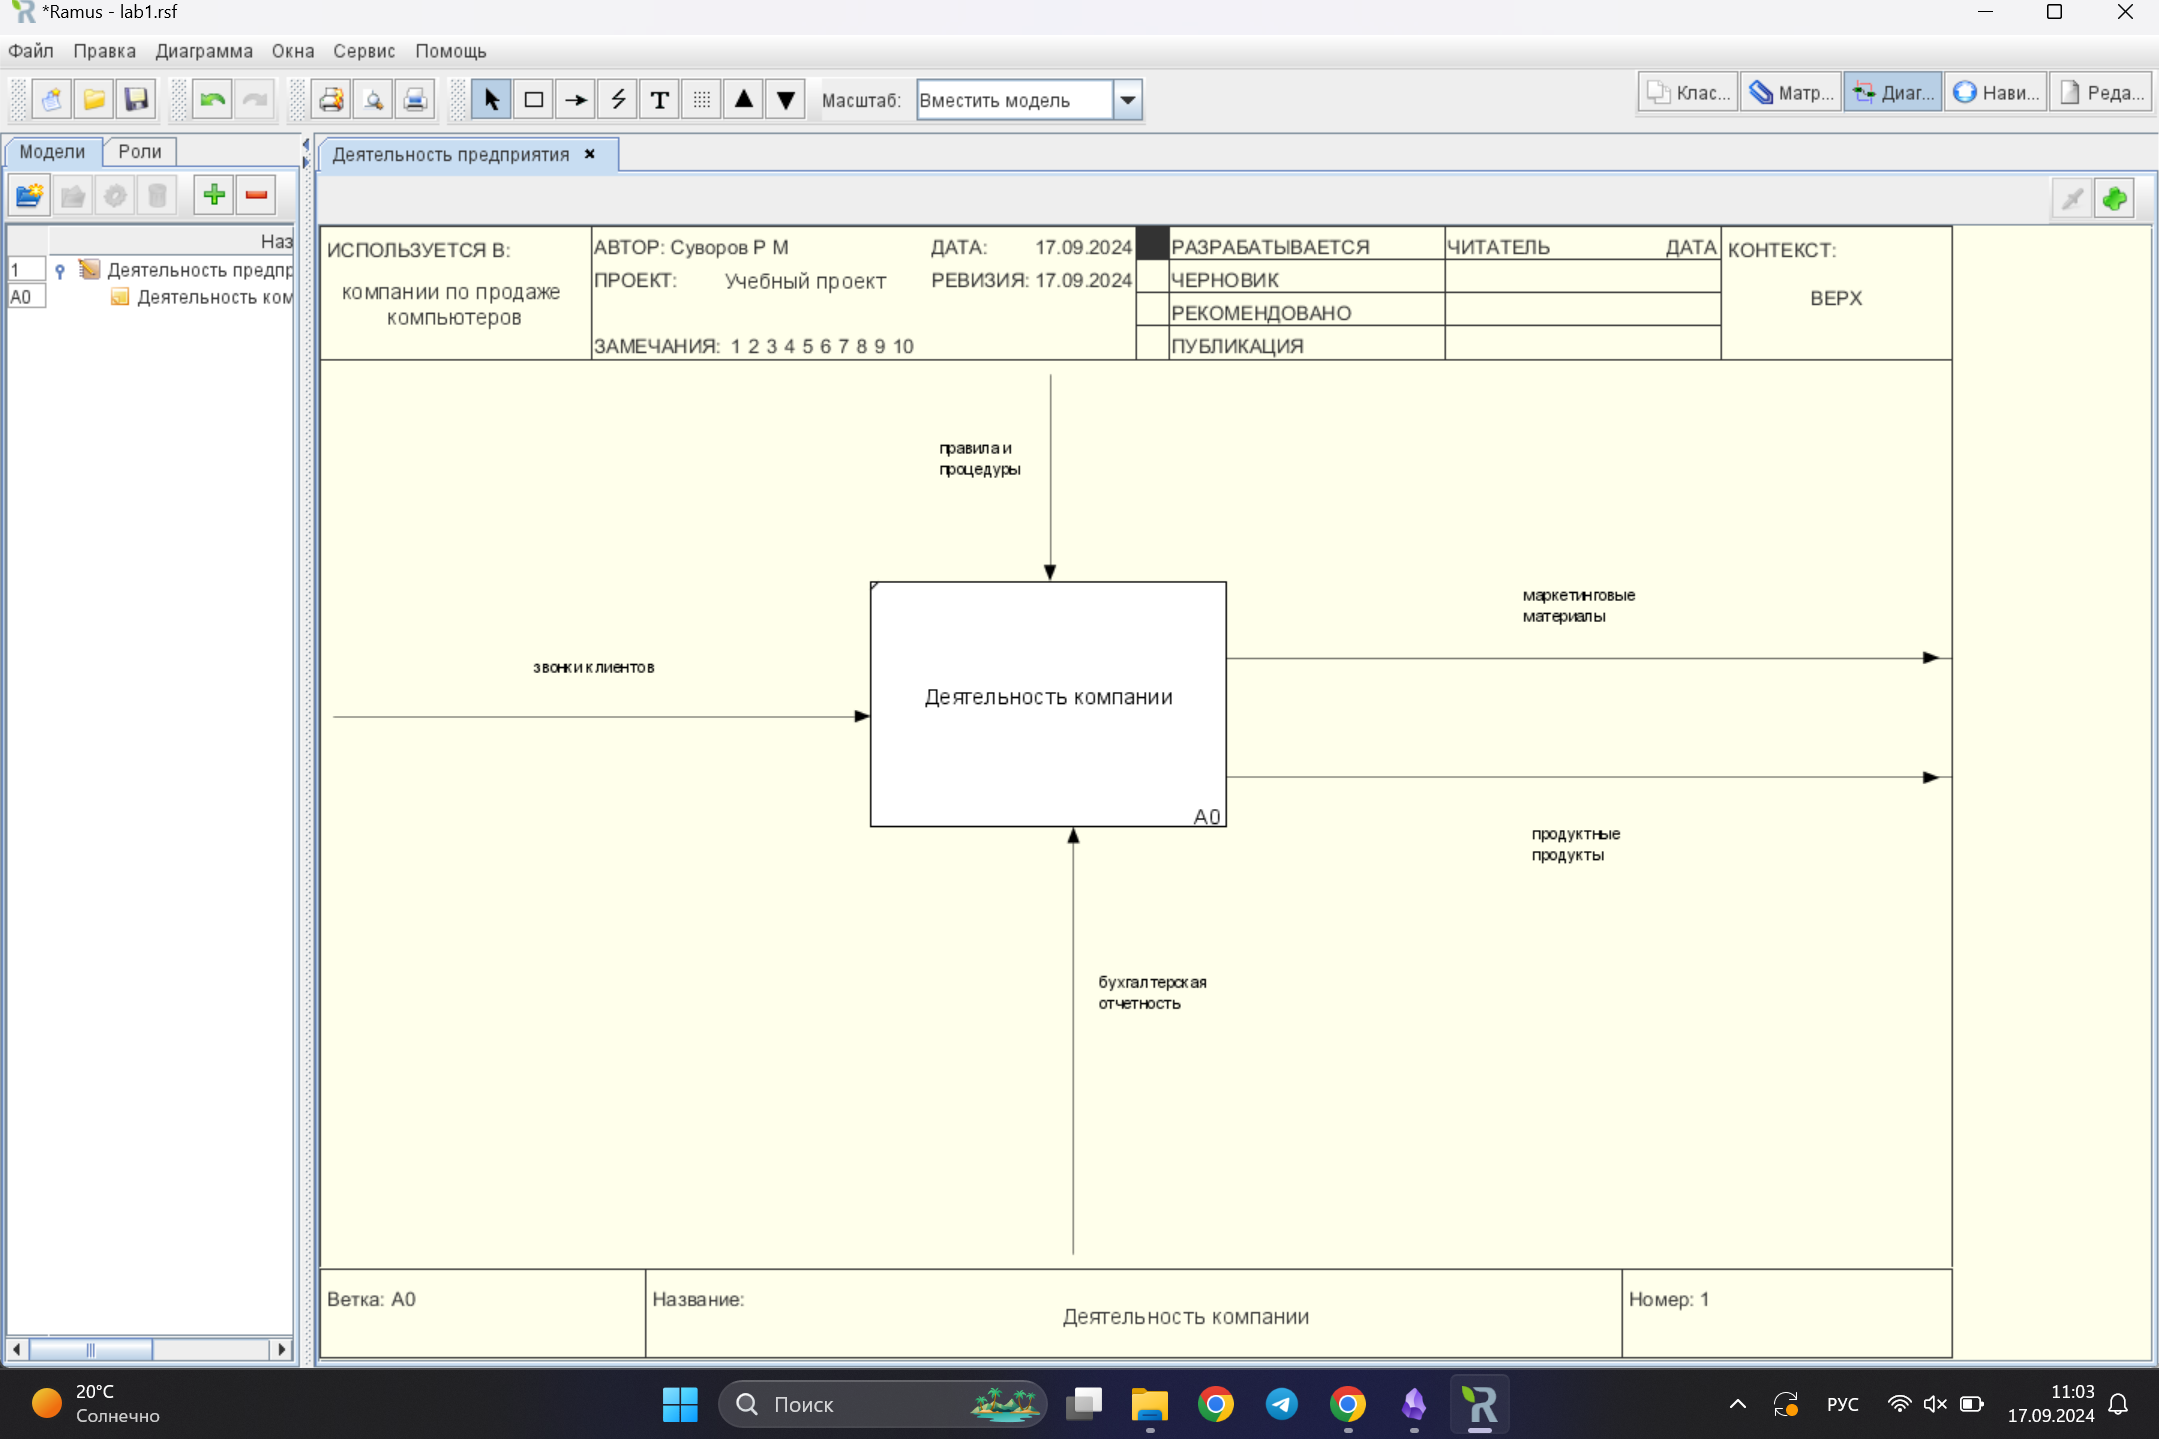 *Ramus - lab1.rsf
Файл Правка Диаграмма Окна Сервис Помощь
Масштаб: Вместить модель
Клас... Матр... Диаг... Нави... Реда...
Модели Роли
Деятельность предприятия
Наз
1 Деятельность предпр
A0 Деятельность ком
ИСПОЛЬЗУЕТСЯ В:
компании по продаже
компьютеров
АВТОР: Суворов Р М ДАТА: 17.09.2024
ПРОЕКТ: Учебный проект РЕВИЗИЯ: 17.09.2024
ЗАМЕЧАНИЯ: 1 2 3 4 5 6 7 8 9 10
РАЗРАБАТЫВАЕТСЯ
ЧЕРНОВИК
РЕКОМЕНДОВАНО
ПУБЛИКАЦИЯ
ЧИТАТЕЛЬ ДАТА
КОНТЕКСТ:
ВЕРХ
правила и
процедуры
маркетинговые
материалы
звонки клиентов
Деятельность компании
A0
продуктные
продукты
бухгалтерская
отчетность
Ветка: A0
Название:
Деятельность компании
Номер: 1
20°C
Солнечно
Поиск
РУС
11:03
17.09.2024